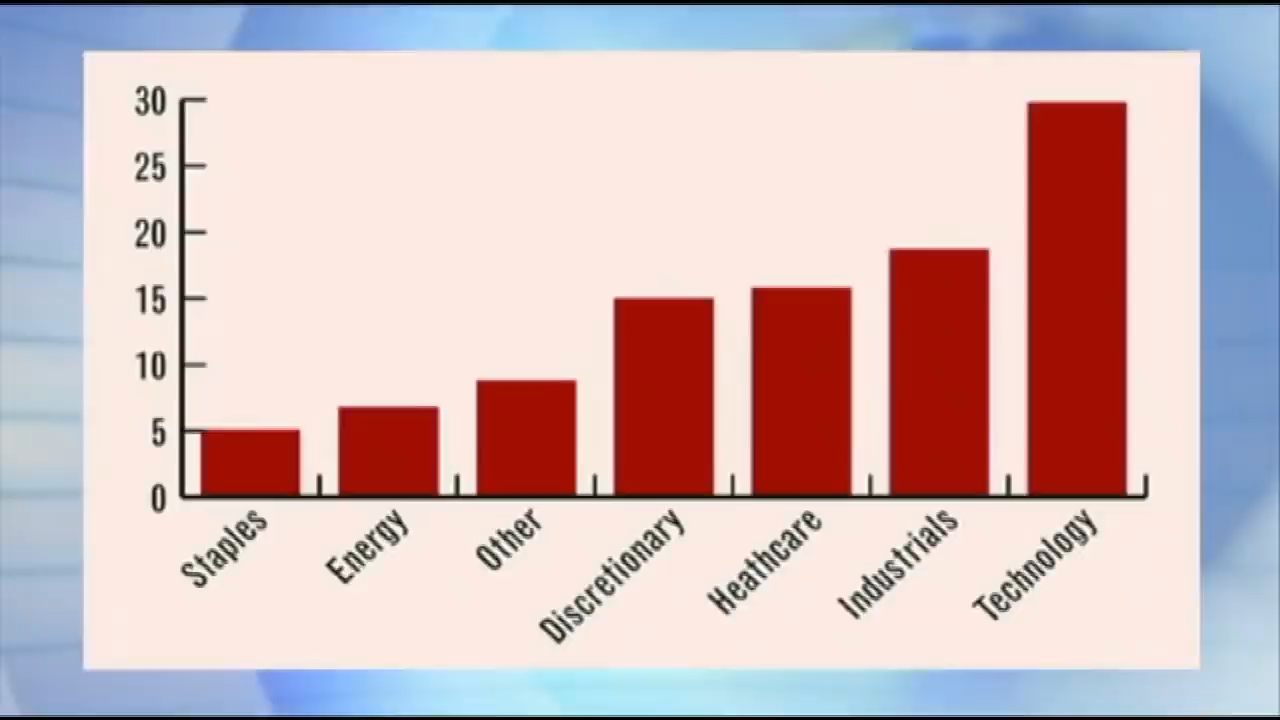 30
25
20
15
10
5
0
Staples
Energy
Other
Discretionary
Heathcare
Industrials
Technology